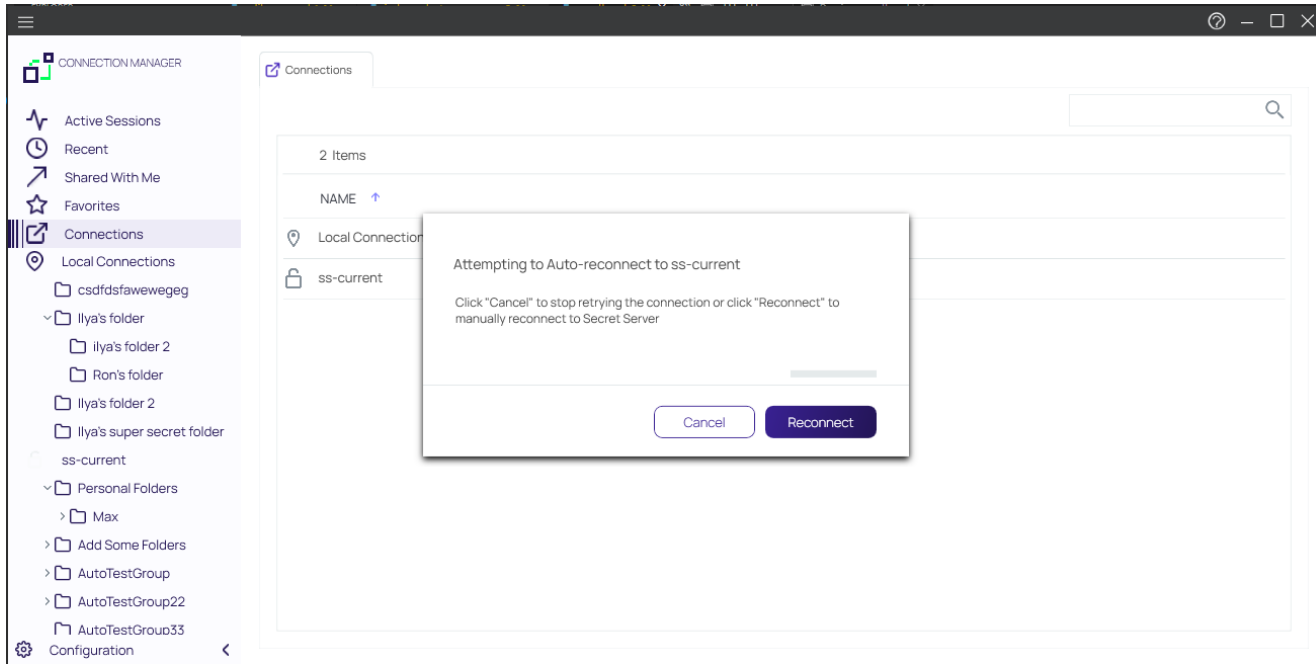 CONNECTION MANAGER
Active Sessions
Recent
Shared With Me
Favorites
Connections
Local Connections
csdfdsfawewegeg
Ilya's folder
ilya's folder 2
Ron's folder
Ilya's folder 2
Ilya's super secret folder
ss-current
Personal Folders
Max
Add Some Folders
AutoTestGroup
AutoTestGroup22
AutoTestGroup33
Configuration
Connections
2 Items
NAME
Local Connection
ss-current
Attempting to Auto-reconnect to ss-current
Click "Cancel" to stop retrying the connection or click "Reconnect" to
manually reconnect to Secret Server
Cancel
Reconnect